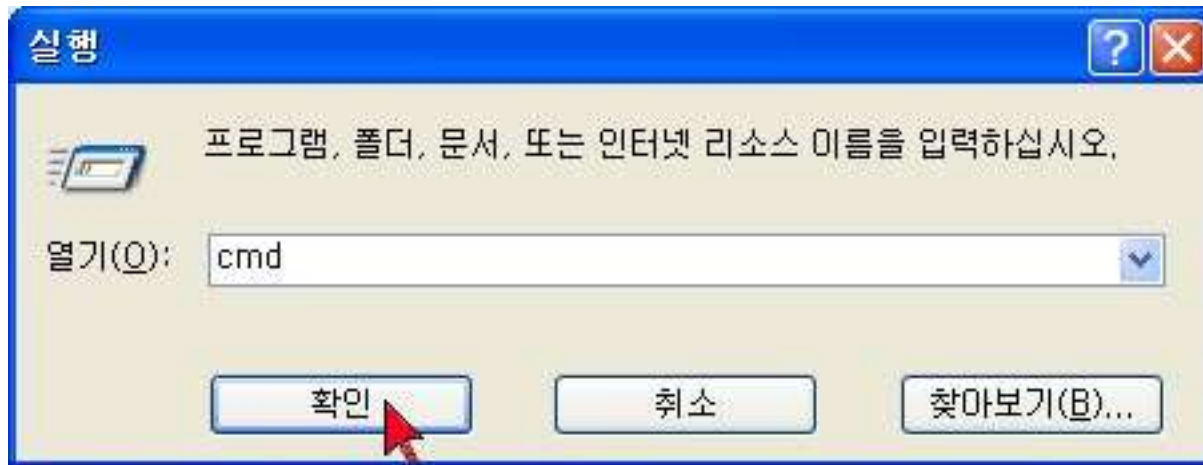 실행
프로그램, 폴더, 문서, 또는 인터넷 리소스 이름을 입력하십시오.
열기(O): cmd
확인 취소 찾아보기(B)...